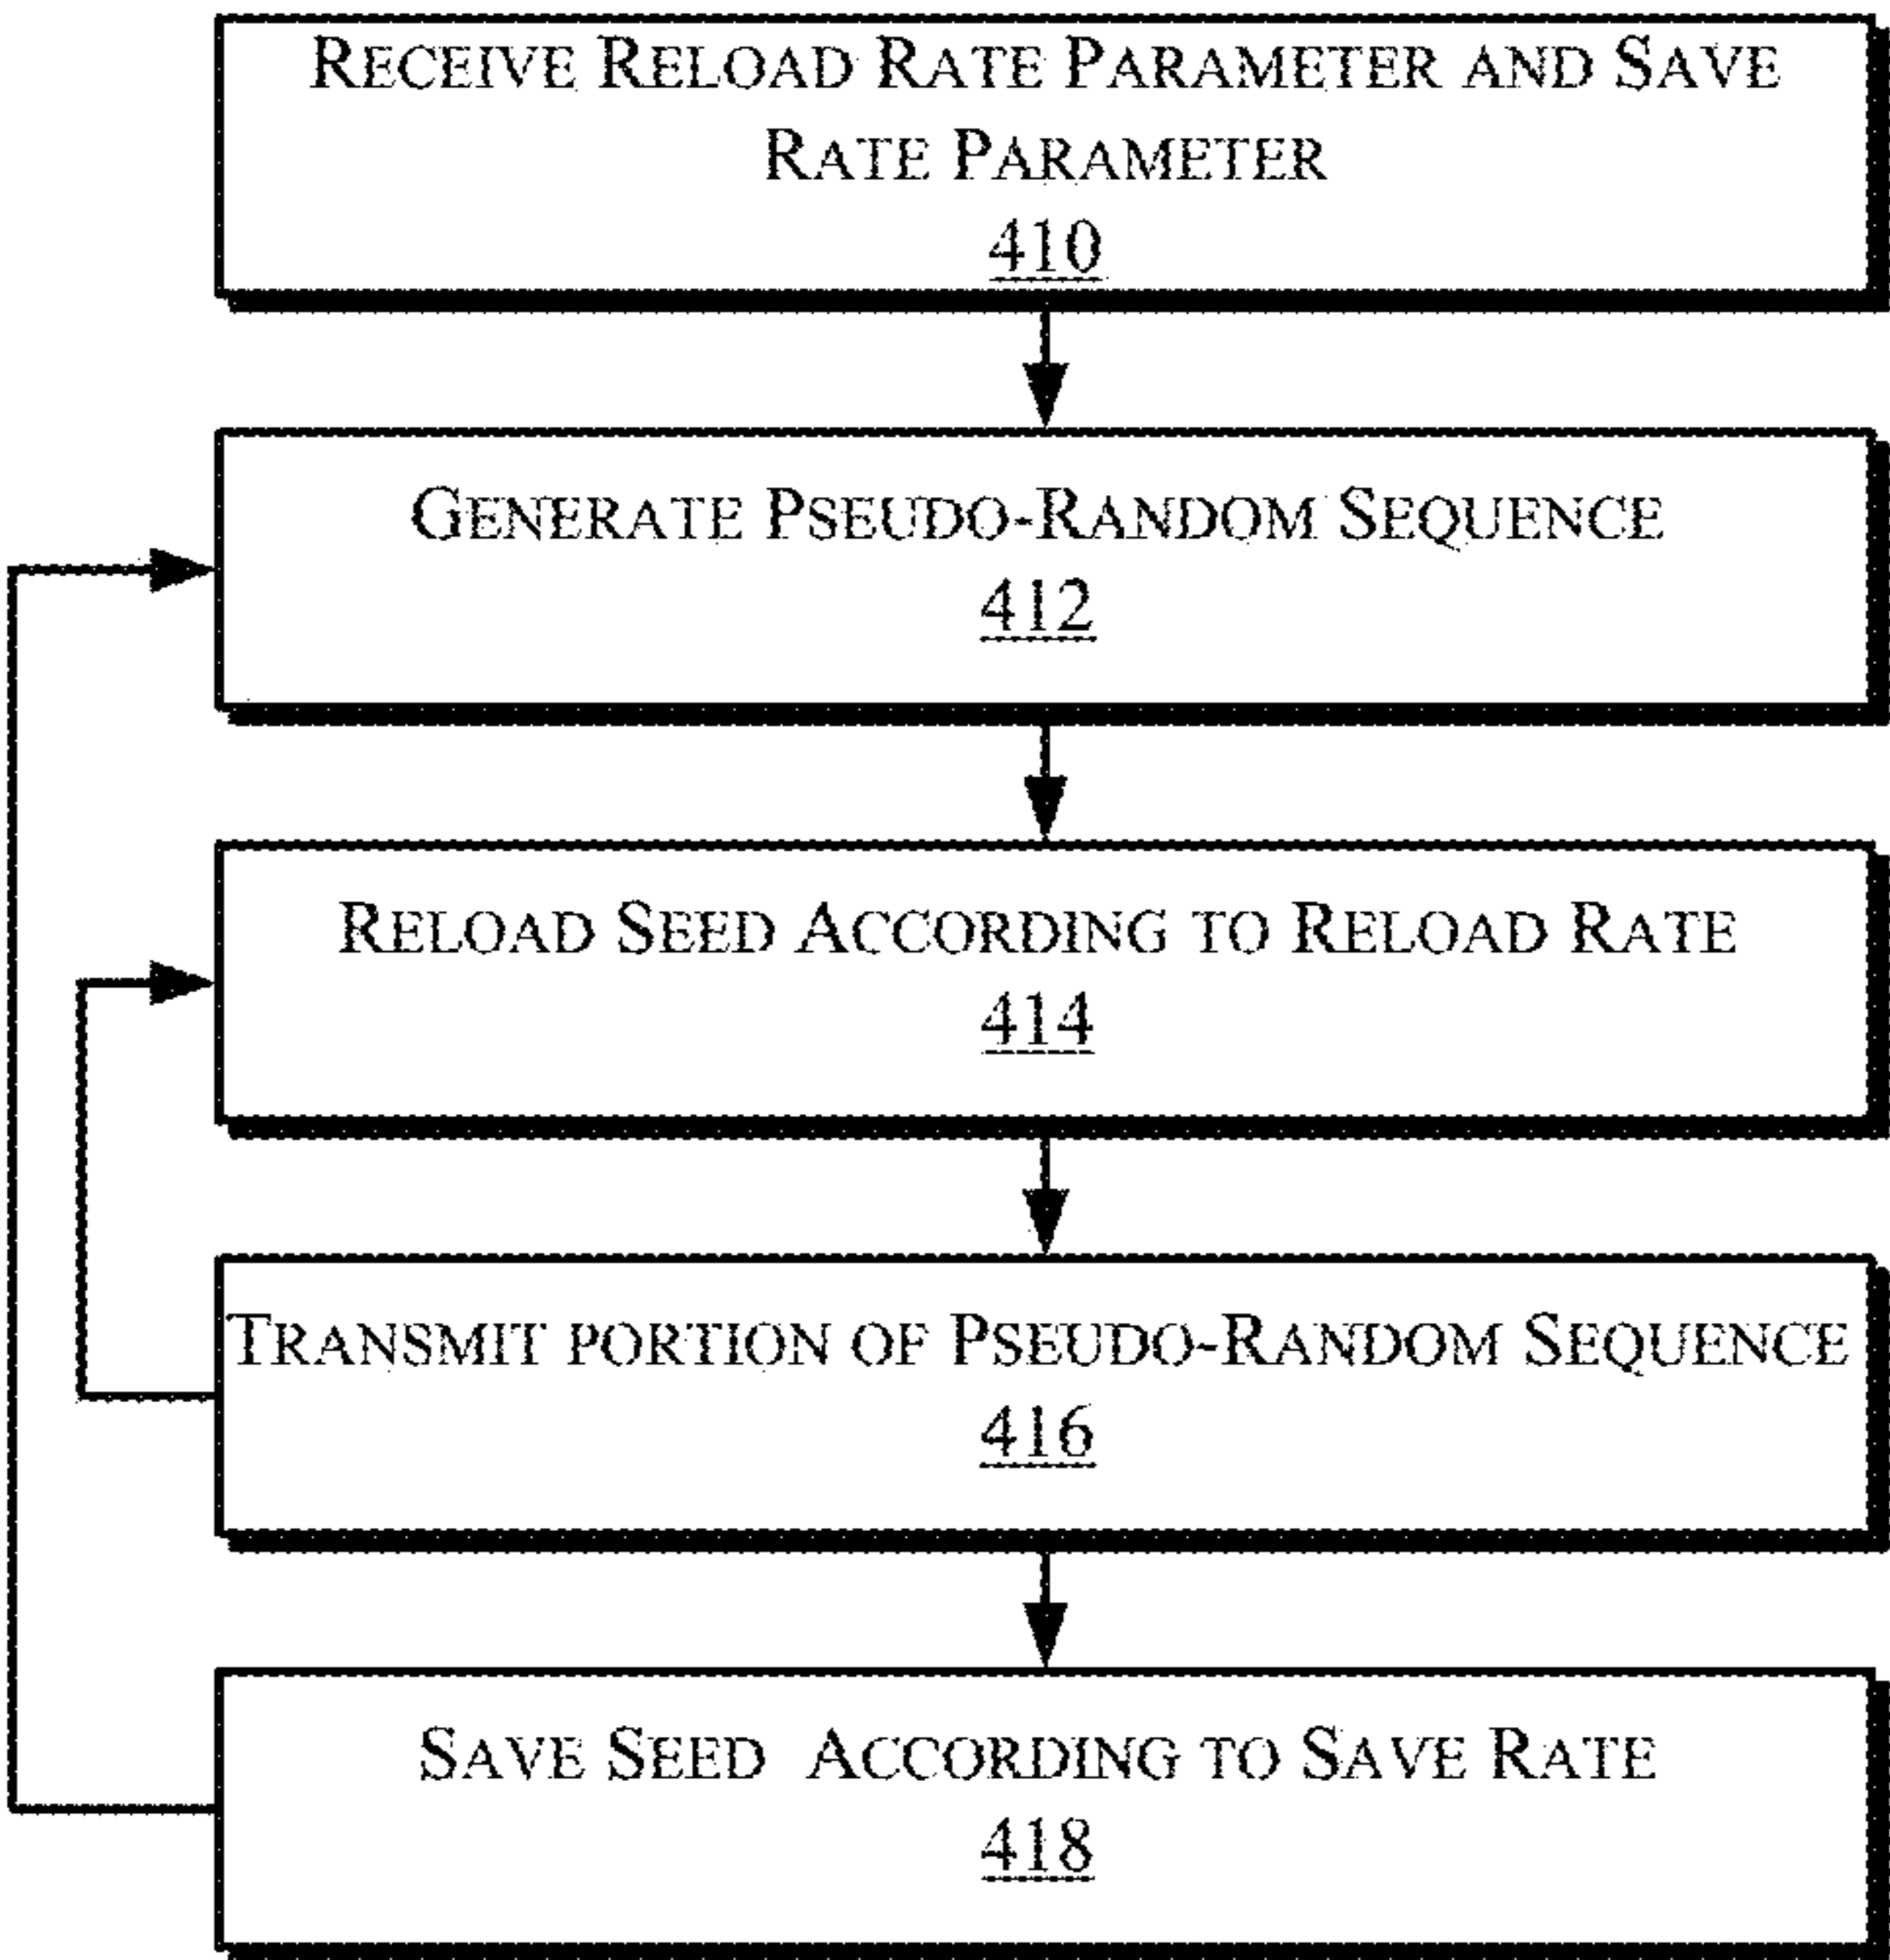 RECEIVE RELOAD RATE PARAMETER AND SAVE
RATE PARAMETER
410
GENERATE PSEUDO-RANDOM SEQUENCE
412
RELOAD SEED ACCORDING TO RELOAD RATE
414
TRANSMIT PORTION OF PSEUDO-RANDOM SEQUENCE
416
SAVE SEED ACCORDING TO SAVE RATE
418